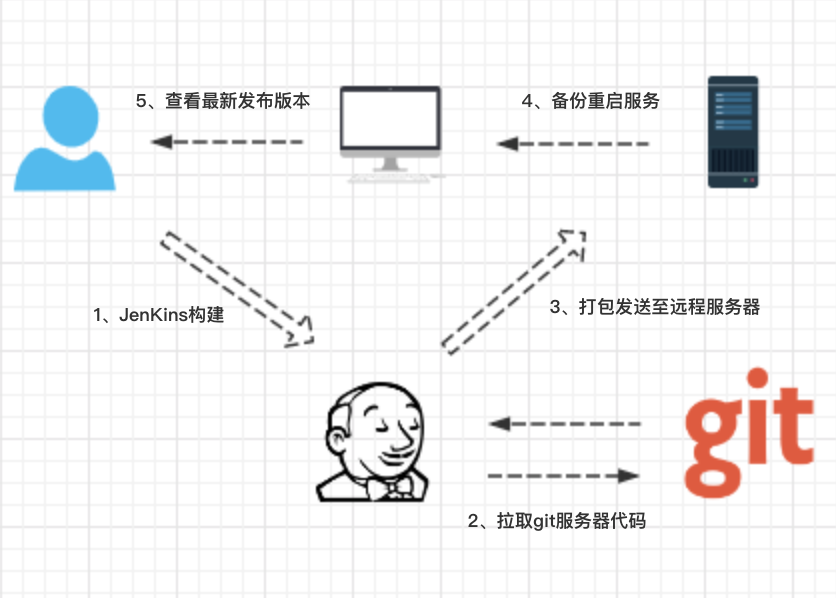 5、查看最新发布版本
4、备份重启服务
1、JenKins构建
3、打包发送至远程服务器
git
2、拉取git服务器代码